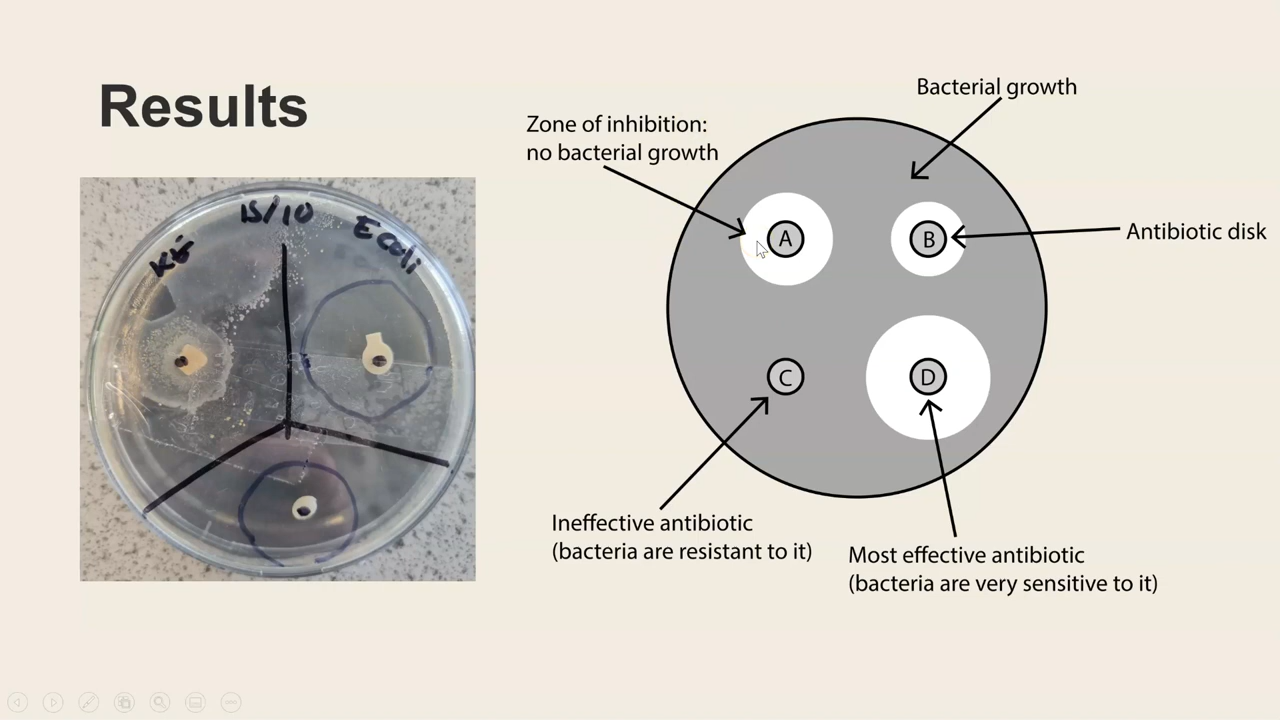 Results
Bacterial growth
Zone of inhibition:
no bacterial growth
Antibiotic disk
A
B
C
D
Ineffective antibiotic
(bacteria are resistant to it)
Most effective antibiotic
(bacteria are very sensitive to it)
15/10
E coli